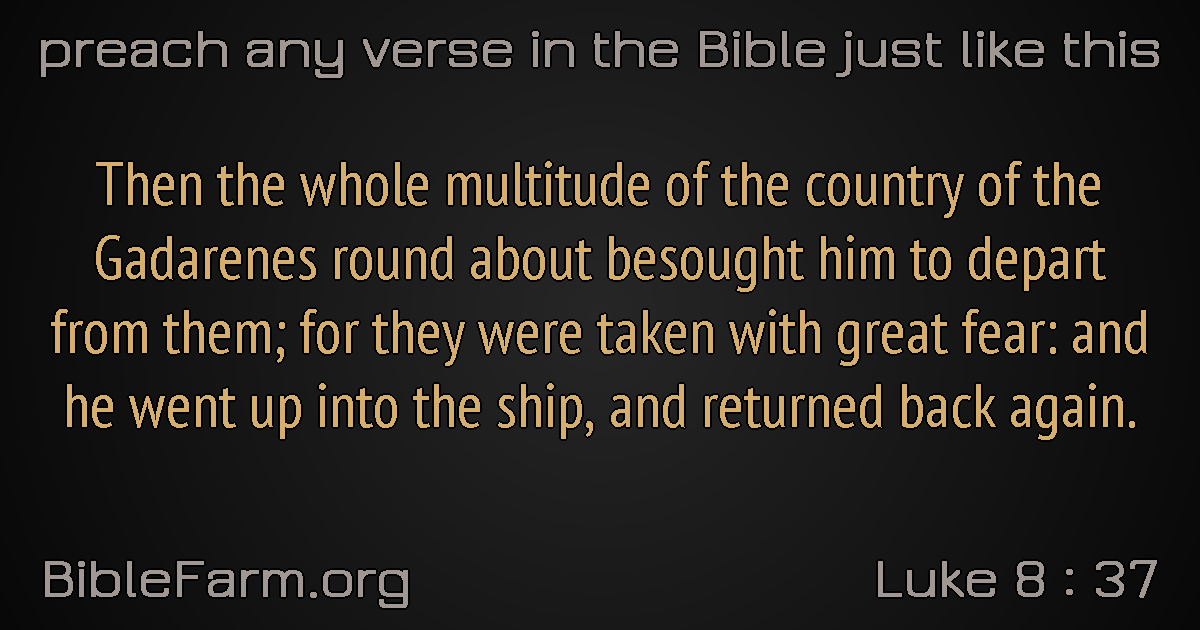 preach any verse in the Bible just like this
Then the whole multitude of the country of the
Gadarenes round about besought him to depart
from them; for they were taken with great fear: and
he went up into the ship, and returned back again.
BibleFarm.org
Luke 8 : 37